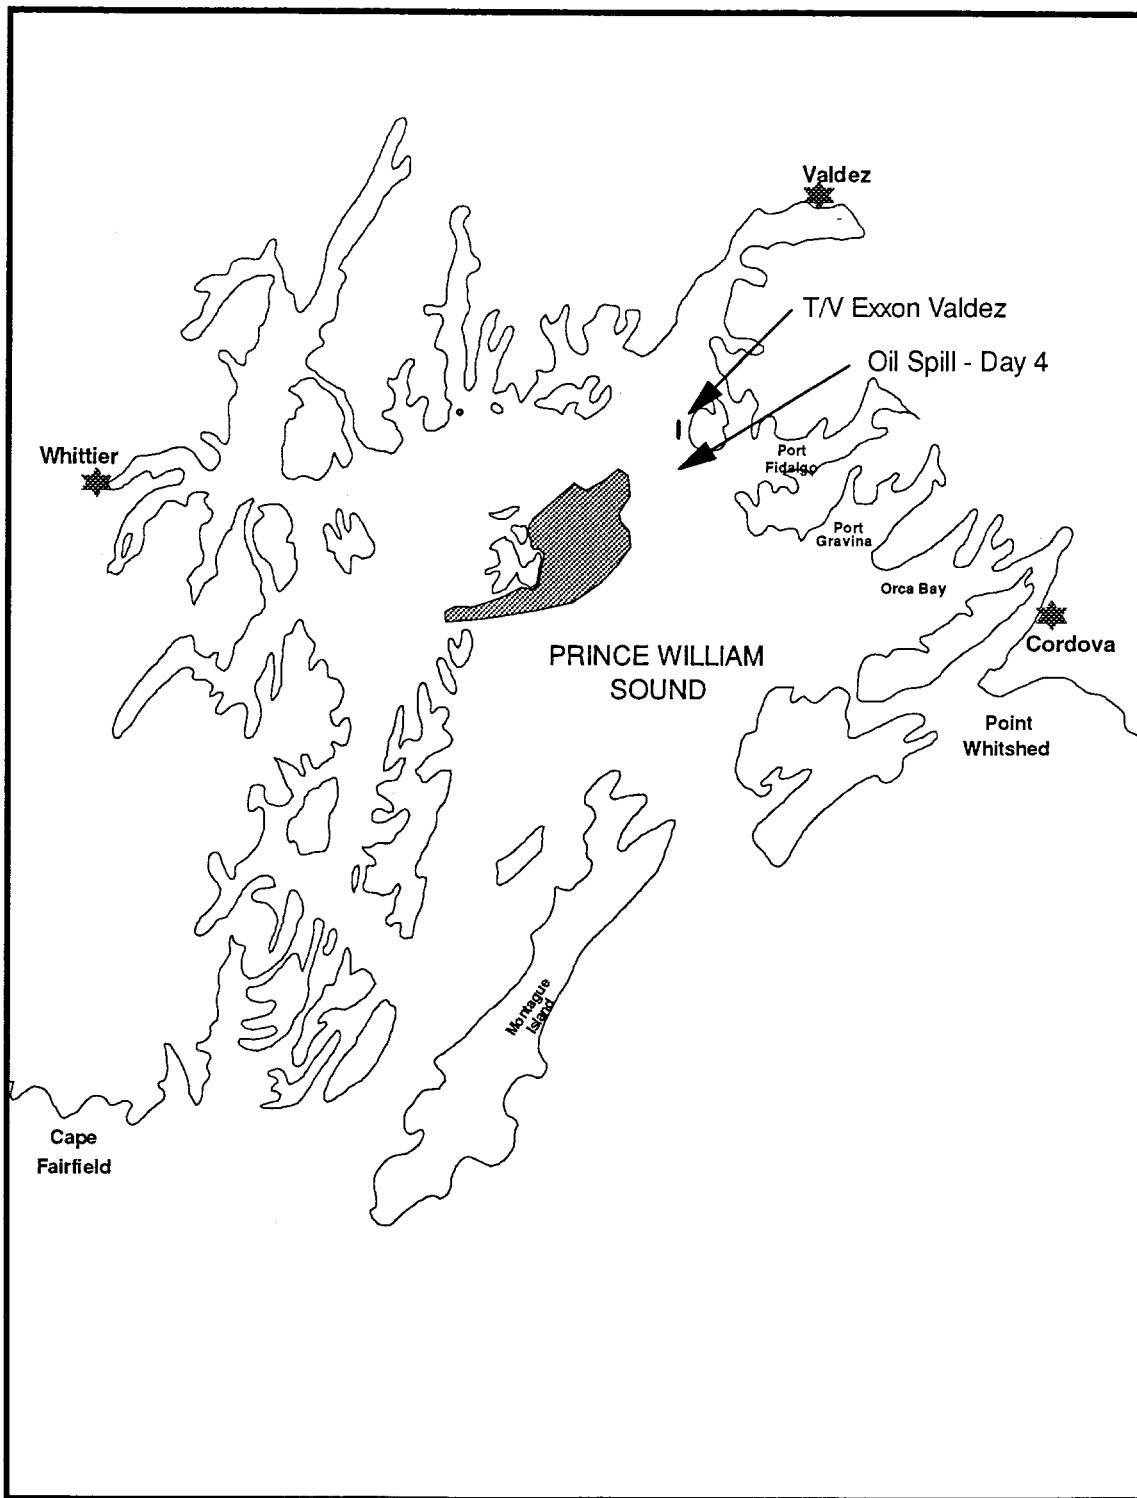 Valdez
T/V Exxon Valdez
Oil Spill - Day 4
Whittier
Port
Fidalgo
Port
Gravina
Orca Bay
Cordova
PRINCE WILLIAM
SOUND
Point
Whitshed
Montague
Island
Cape
Fairfield